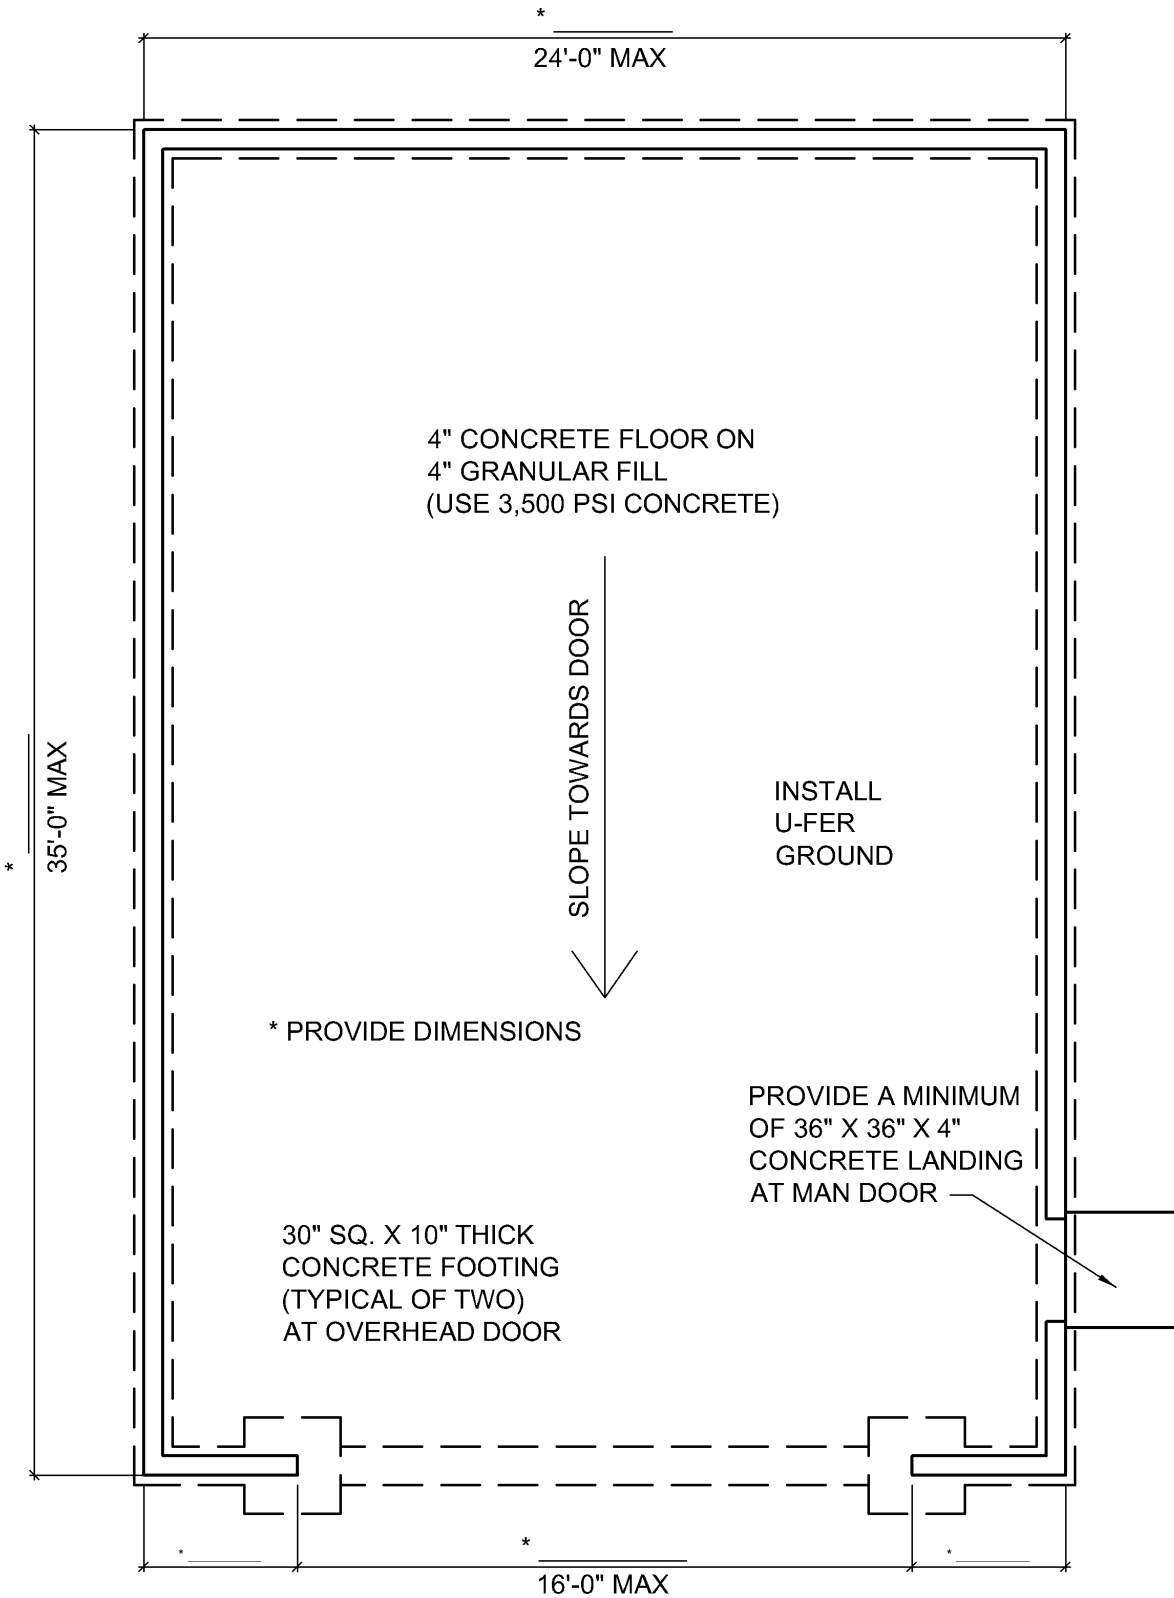 *
24'-0" MAX
4" CONCRETE FLOOR ON
4" GRANULAR FILL
(USE 3,500 PSI CONCRETE)
SLOPE TOWARDS DOOR
*
35'-0" MAX
INSTALL
U-FER
GROUND
* PROVIDE DIMENSIONS
PROVIDE A MINIMUM
OF 36" X 36" X 4"
CONCRETE LANDING
AT MAN DOOR
30" SQ. X 10" THICK
CONCRETE FOOTING
(TYPICAL OF TWO)
AT OVERHEAD DOOR
*
*
*
16'-0" MAX